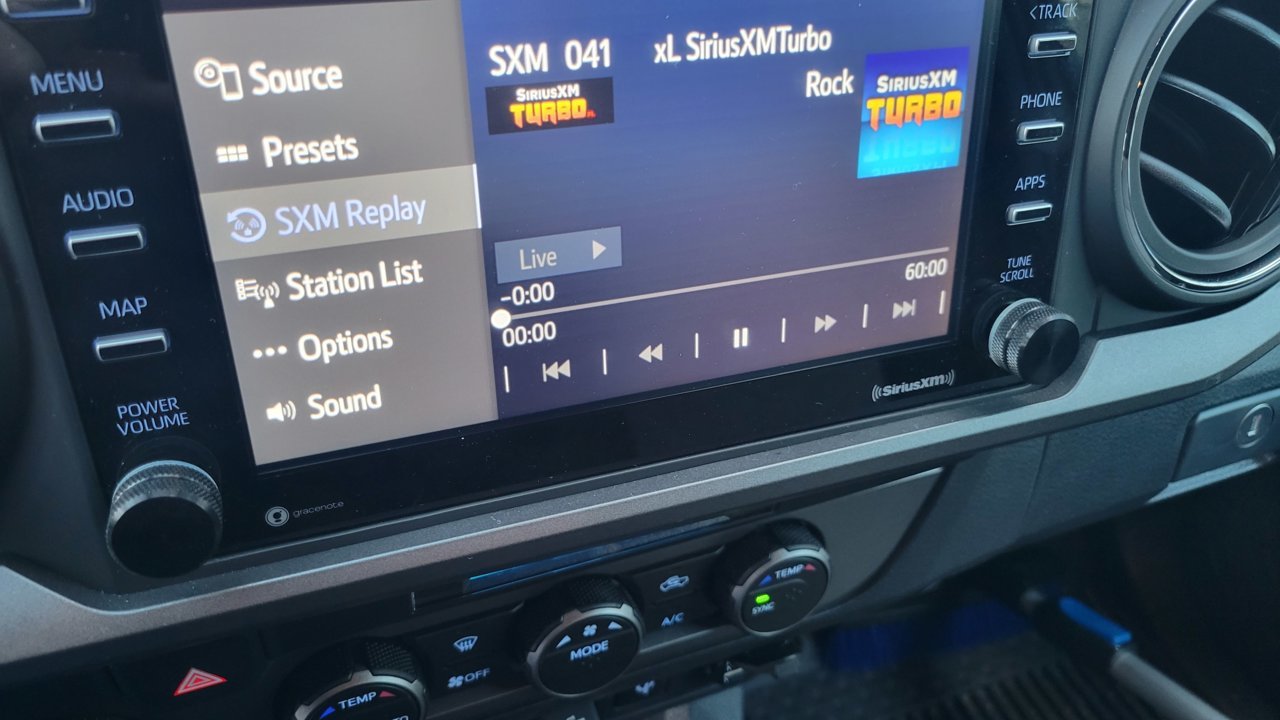 MENU
AUDIO
MAP
POWER
VOLUME
Source
Presets
SXM Replay
Station List
Options
Sound
SXM 041
xL SiriusXMTurbo
Rock
SIRIUSXM
TURBO
SIRIUSXM
TURBO
Live
-0:00
60:00
00:00
<TRACK
PHONE
APPS
TUNE
SCROLL
gracenote
((SiriusXM))
TEMP
OFF
MODE
A/C
TEMP
SYNC